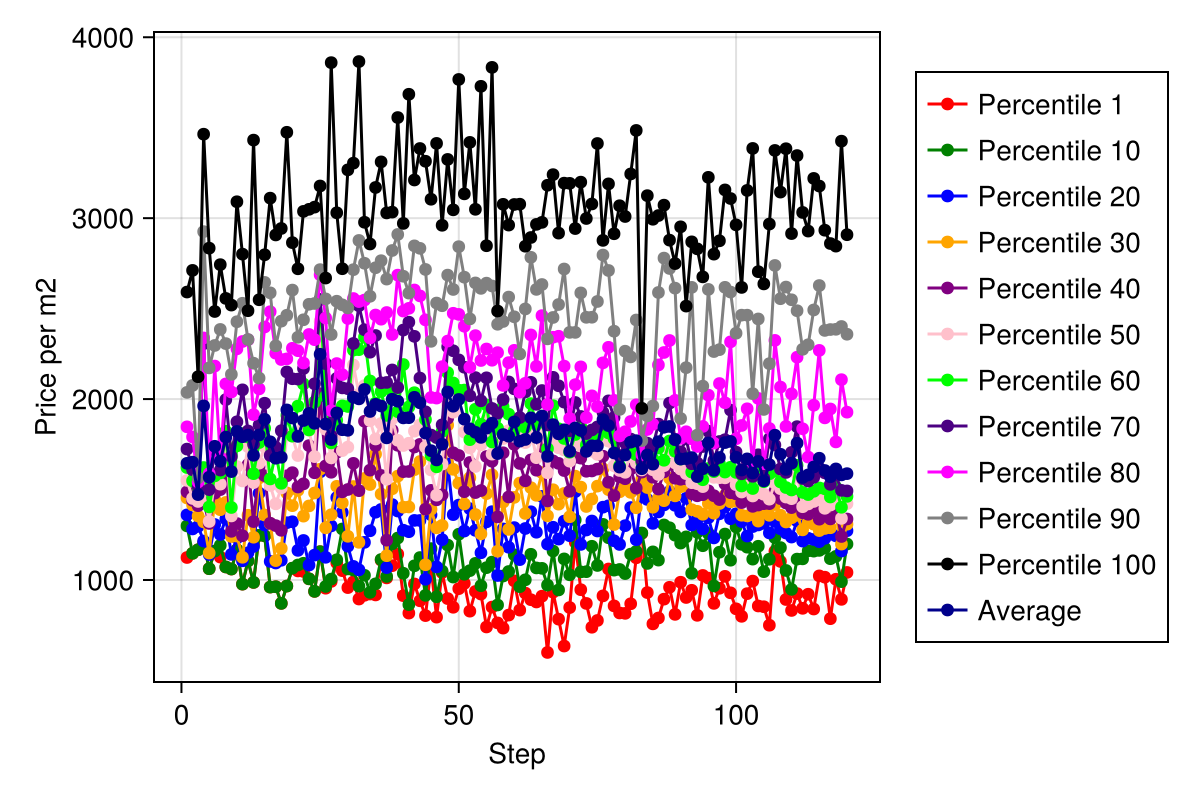 4000
3000
2000
1000
Price per m2
0
50
100
Step
Percentile 1
Percentile 10
Percentile 20
Percentile 30
Percentile 40
Percentile 50
Percentile 60
Percentile 70
Percentile 80
Percentile 90
Percentile 100
Average